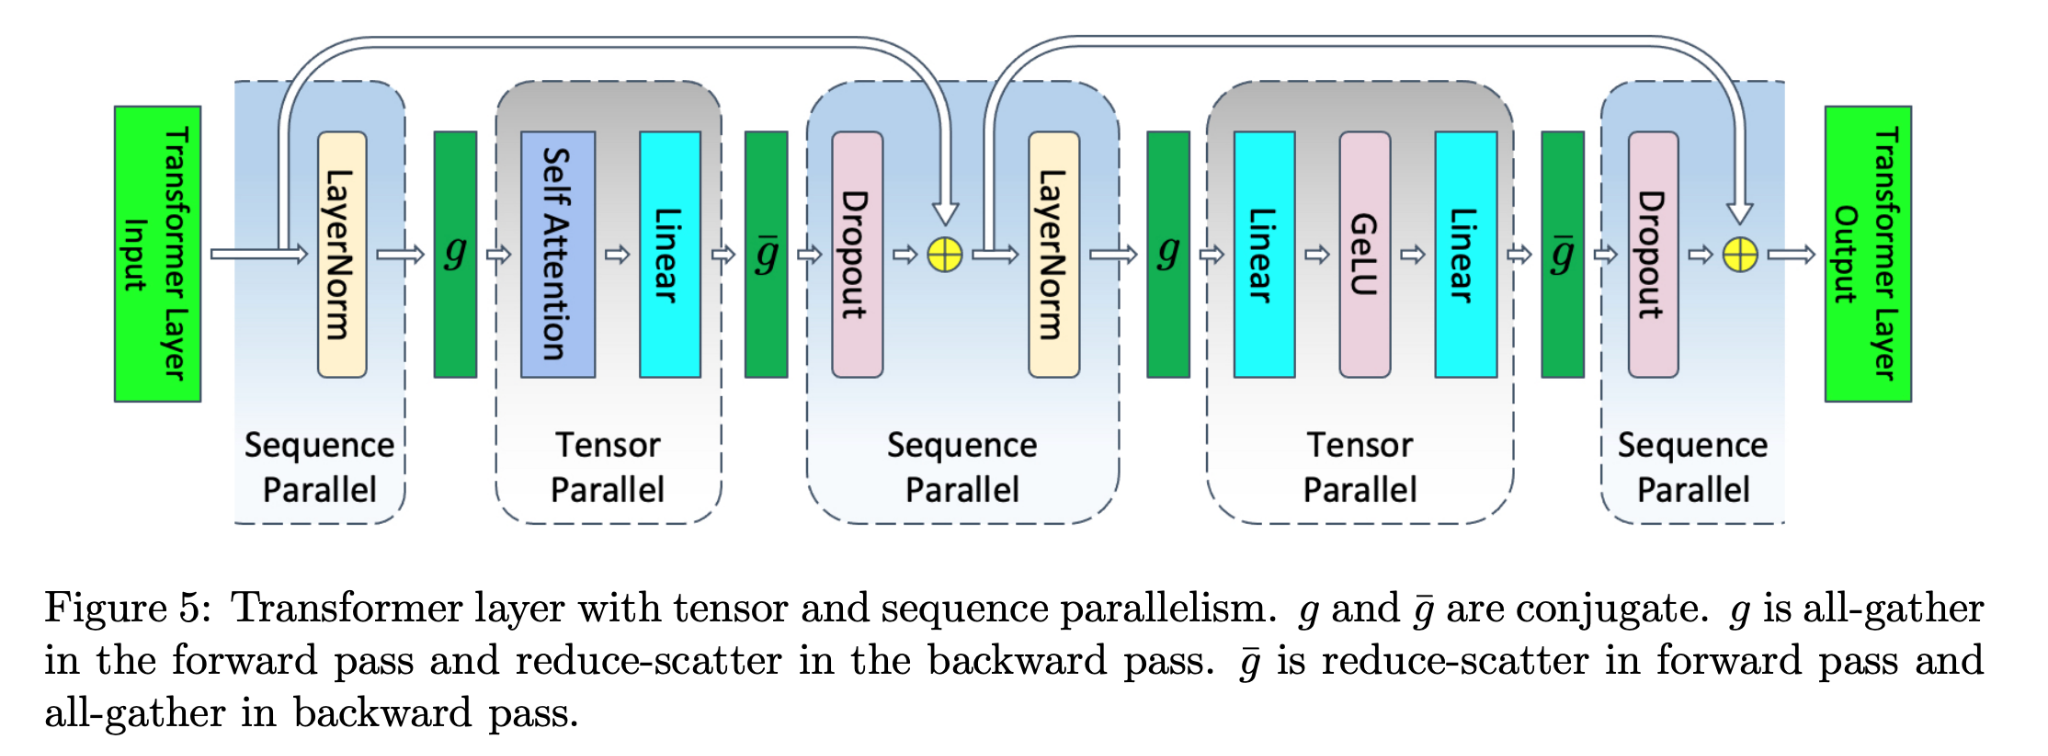 Transformer Layer
Input
LayerNorm
Sequence
Parallel
g
Self Attention
Linear
Tensor
Parallel
g̅
Dropout
LayerNorm
Sequence
Parallel
g
Linear
GeLU
Linear
Tensor
Parallel
g̅
Dropout
Sequence
Parallel
Transformer Layer
Output
Figure 5: Transformer layer with tensor and sequence parallelism. g and g̅ are conjugate. g is all-gather
in the forward pass and reduce-scatter in the backward pass. g̅ is reduce-scatter in forward pass and
all-gather in backward pass.